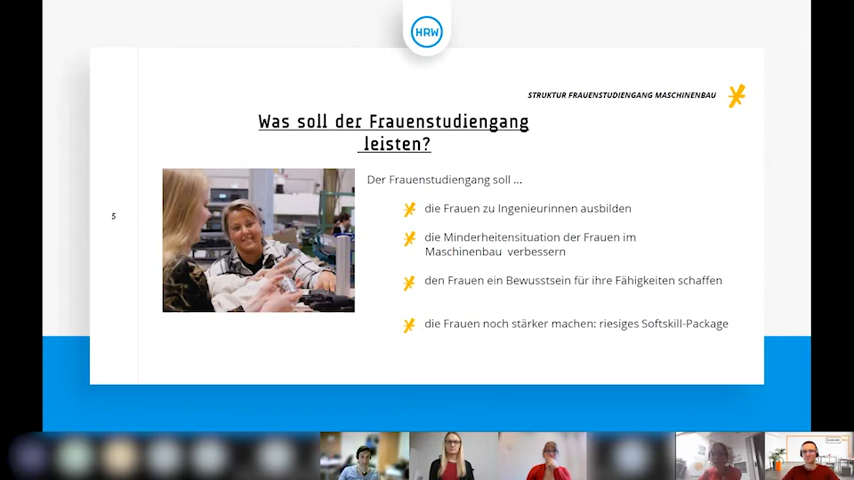 HRW
STRUKTUR FRAUENSTUDIENGANG MASCHINENBAU
Was soll der Frauenstudiengang
leisten?
Der Frauenstudiengang soll ...
5
die Frauen zu Ingenieurinnen ausbilden
die Minderheitensituation der Frauen im
Maschinenbau verbessern
den Frauen ein Bewusstsein für ihre Fähigkeiten schaffen
die Frauen noch stärker machen: riesiges Softskill-Package